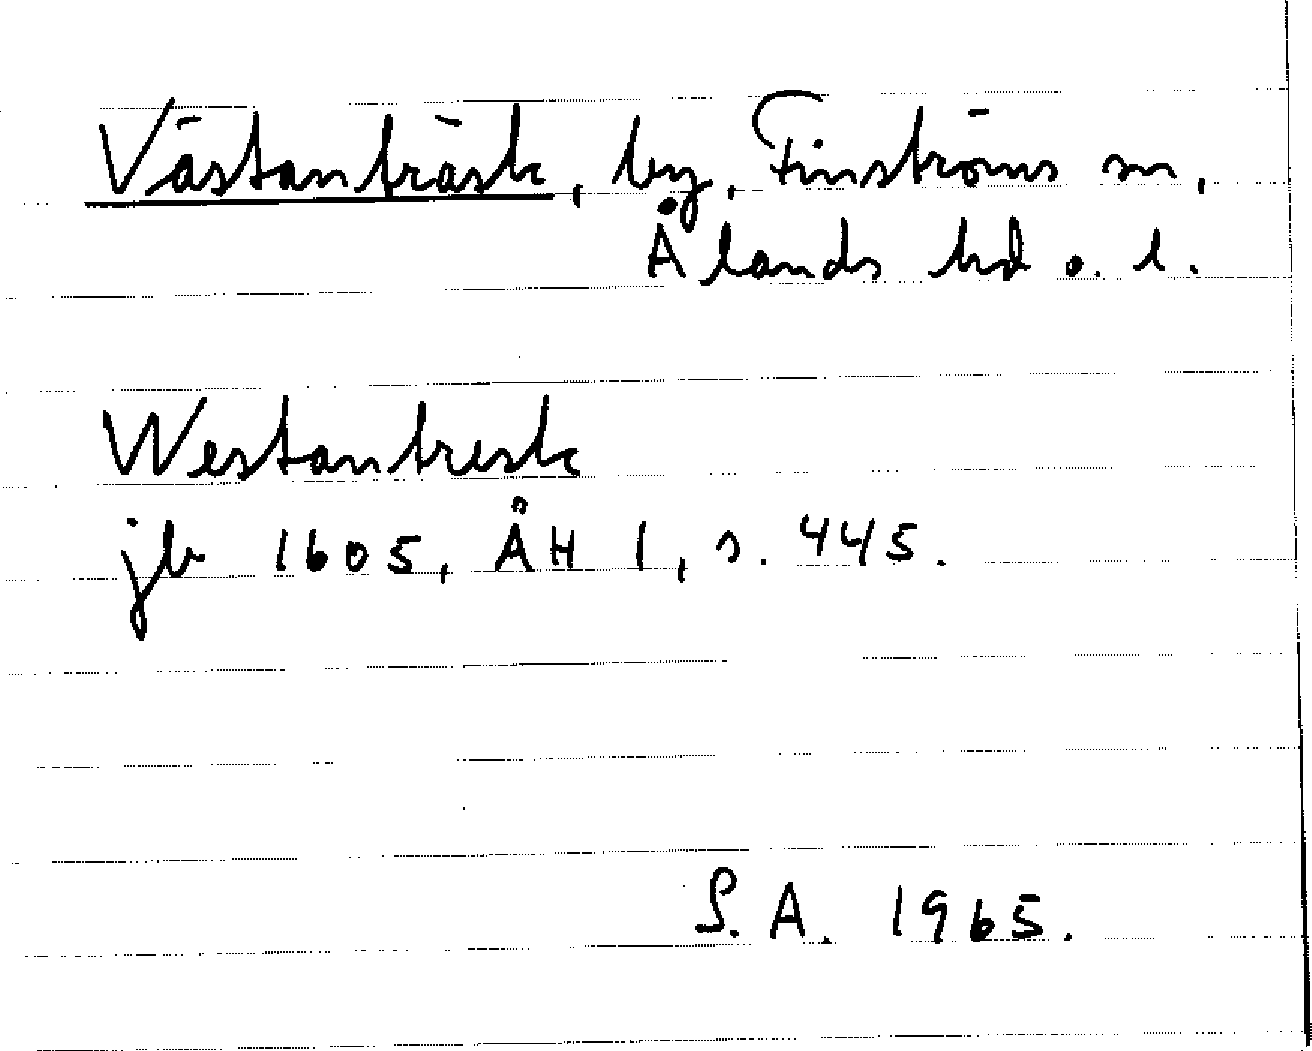 Västanträsk, by, Finströms sn,
Ålands hd o. l.
Westantresk
jb 1605, ÅH 1, s. 445.
S. A. 1965.